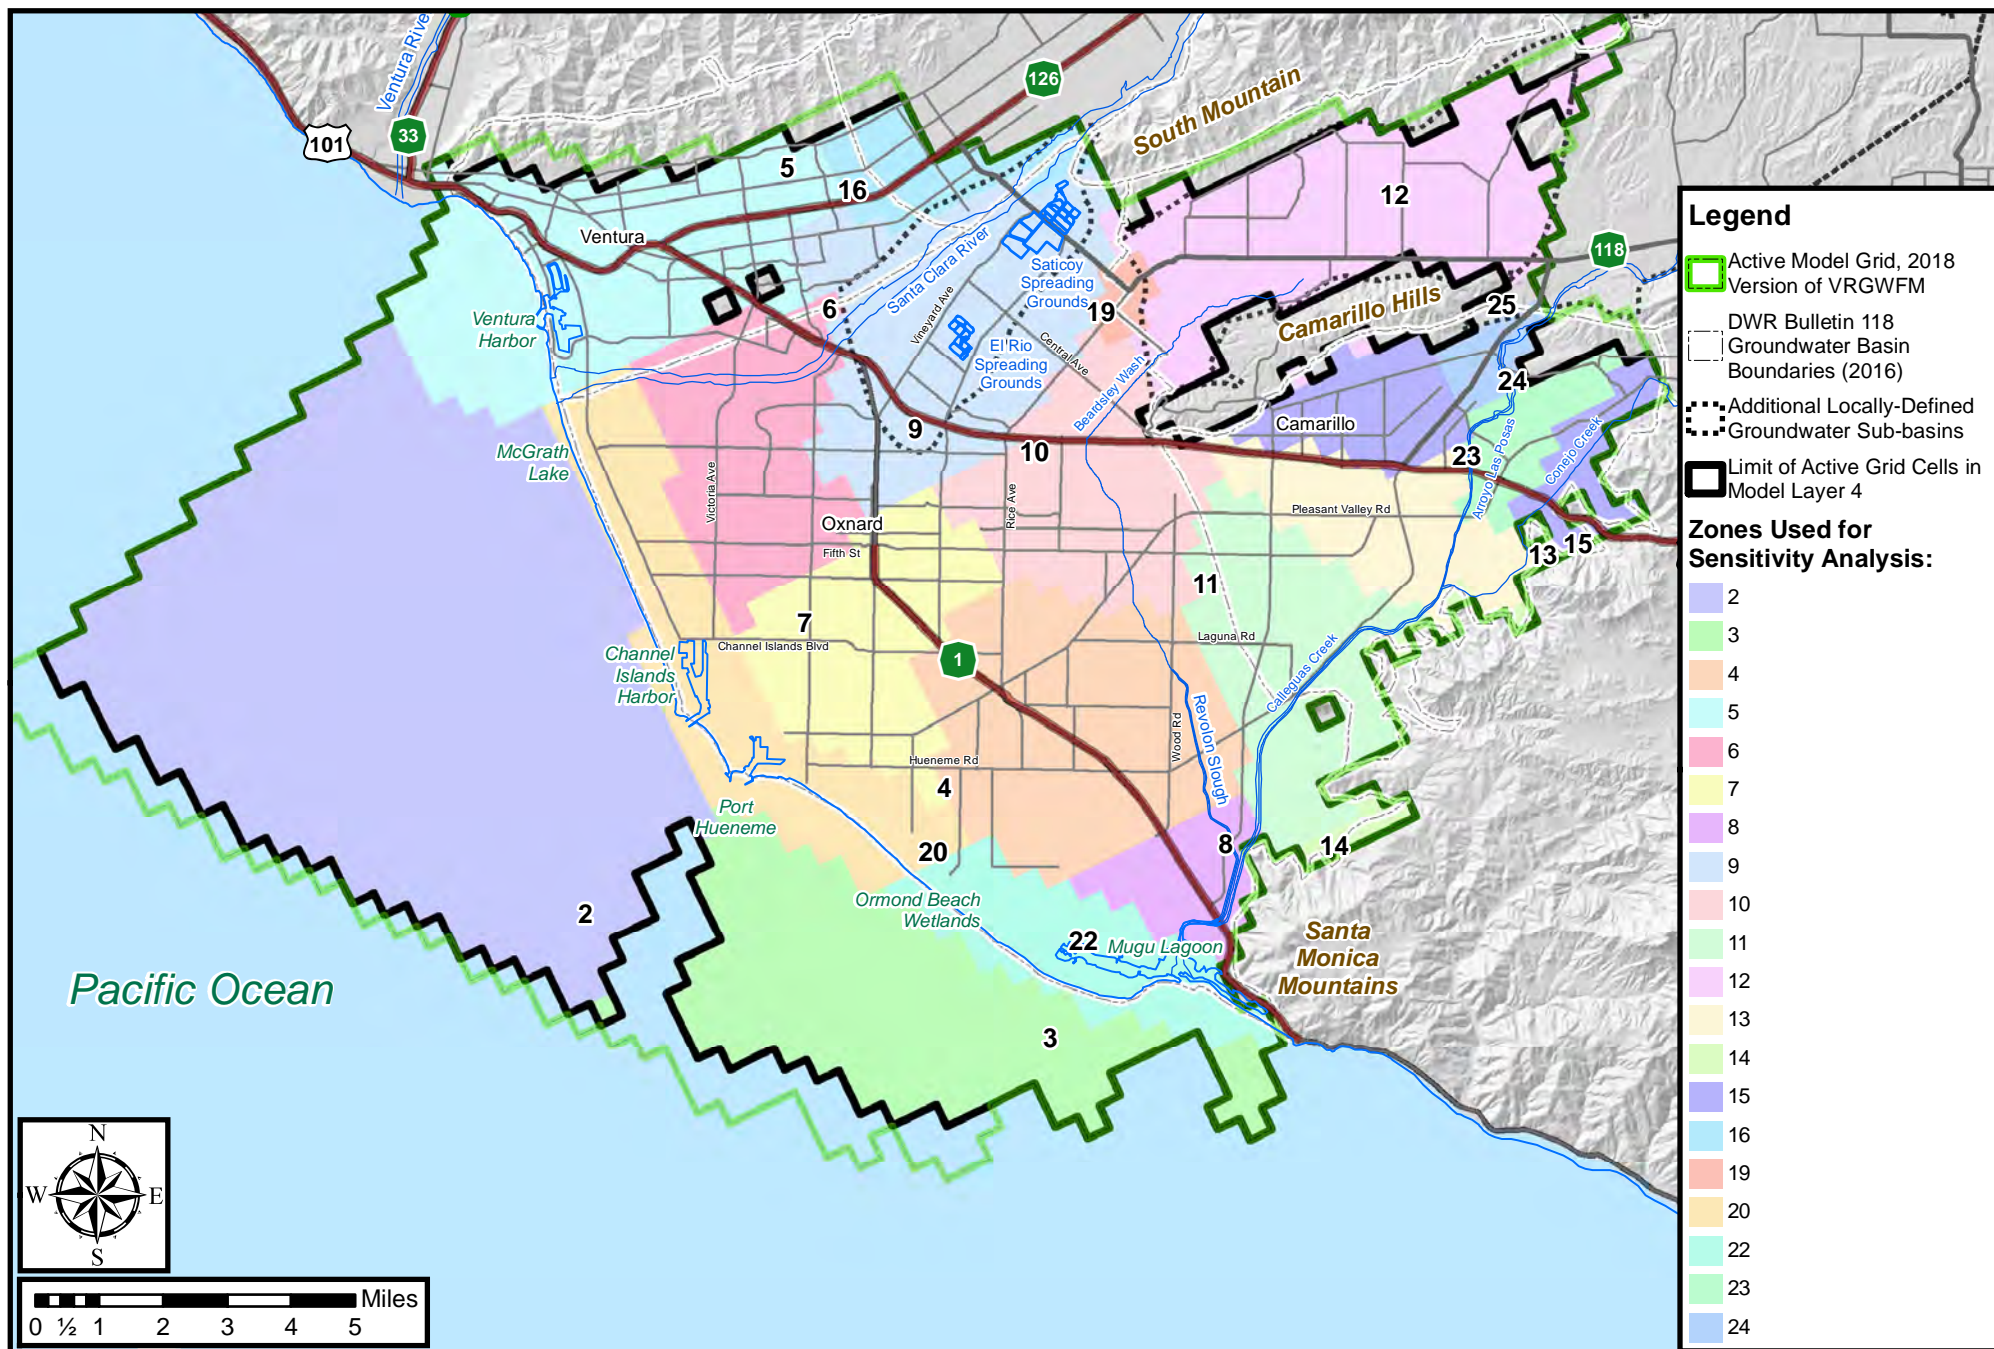 Ventura River
33
101
126
South Mountain
5
16
12
Ventura
118
Santa Clara River
Saticoy
Spreading
Grounds
19
Camarillo Hills
25
Ventura
Harbor
6
Vineyard Ave
Central Ave
El Rio
Spreading
Grounds
Beardsley Wash
24
McGrath
Lake
9
10
Camarillo
23
Arroyo Las Posas
Conejo Creek
Victoria Ave
Rice Ave
Oxnard
Pleasant Valley Rd
Fifth St
13
15
11
7
Channel Islands Blvd
Laguna Rd
1
Channel
Islands
Harbor
Calleguas Creek
Revolon Slough
Wood Rd
Hueneme Rd
4
Port
Hueneme
8
14
20
2
Ormond Beach
Wetlands
22
Mugu Lagoon
Santa
Monica
Mountains
Pacific Ocean
3
N
W
E
S
Miles
0 ½ 1 2 3 4 5
Legend
Active Model Grid, 2018
Version of VRGWFM
DWR Bulletin 118
Groundwater Basin
Boundaries (2016)
Additional Locally-Defined
Groundwater Sub-basins
Limit of Active Grid Cells in
Model Layer 4
Zones Used for
Sensitivity Analysis:
2
3
4
5
6
7
8
9
10
11
12
13
14
15
16
19
20
22
23
24